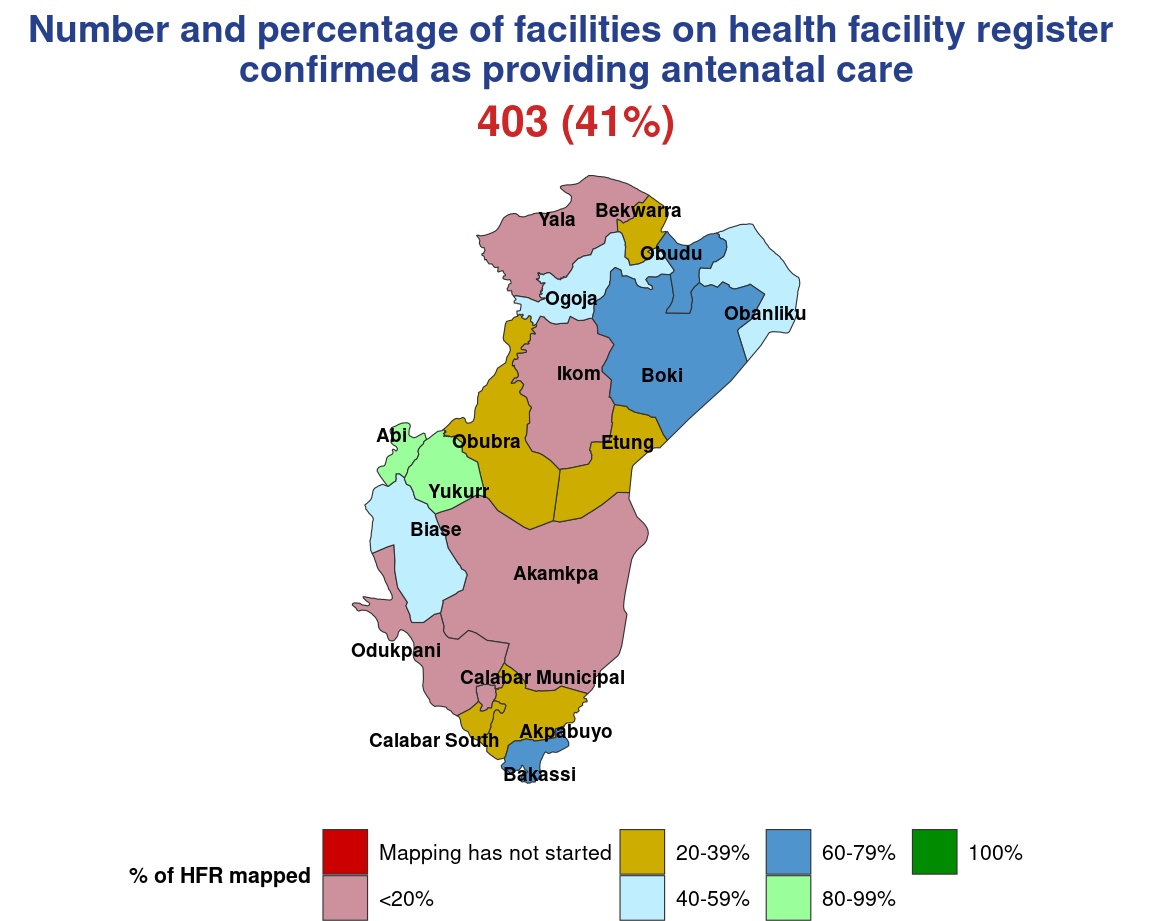 Number and percentage of facilities on health facility register
confirmed as providing antenatal care
403 (41%)
Bekwarra
Yala
Obudu
Ogoja
Obanliku
Ikom
Boki
Abi
Obubra
Etung
Yukurr
Biase
Akamkpa
Odukpani
Calabar Municipal
Akpabuyo
Calabar South
Bakassi
% of HFR mapped
Mapping has not started
<20%
20-39%
40-59%
60-79%
80-99%
100%